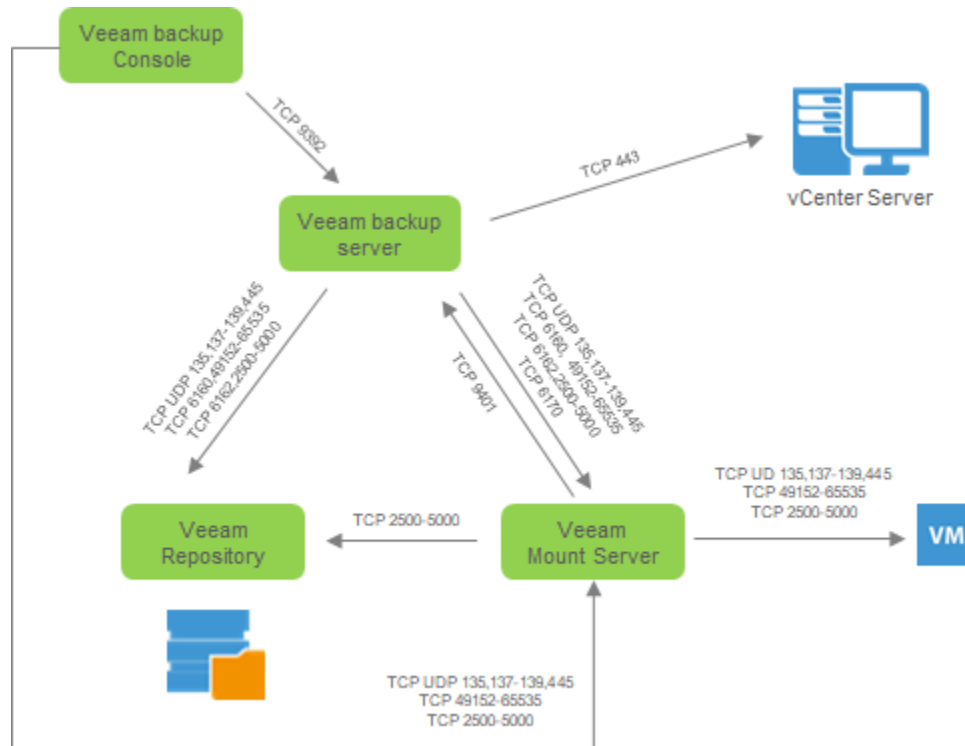 Veeam backup
Console
TCP 9392
TCP 443
vCenter Server
Veeam backup
server
TCP UDP 135,137-139,445
TCP 6160,49152-65535
TCP 6162,2500-5000
TCP 9401
TCP UDP 135,137-139,445
TCP 6160, 49152-65535
TCP 6162,2500-5000
TCP 6170
Veeam
Repository
TCP 2500-5000
Veeam
Mount Server
TCP UD 135,137-139,445
TCP 49152-65535
TCP 2500-5000
VM
TCP UDP 135,137-139,445
TCP 49152-65535
TCP 2500-5000